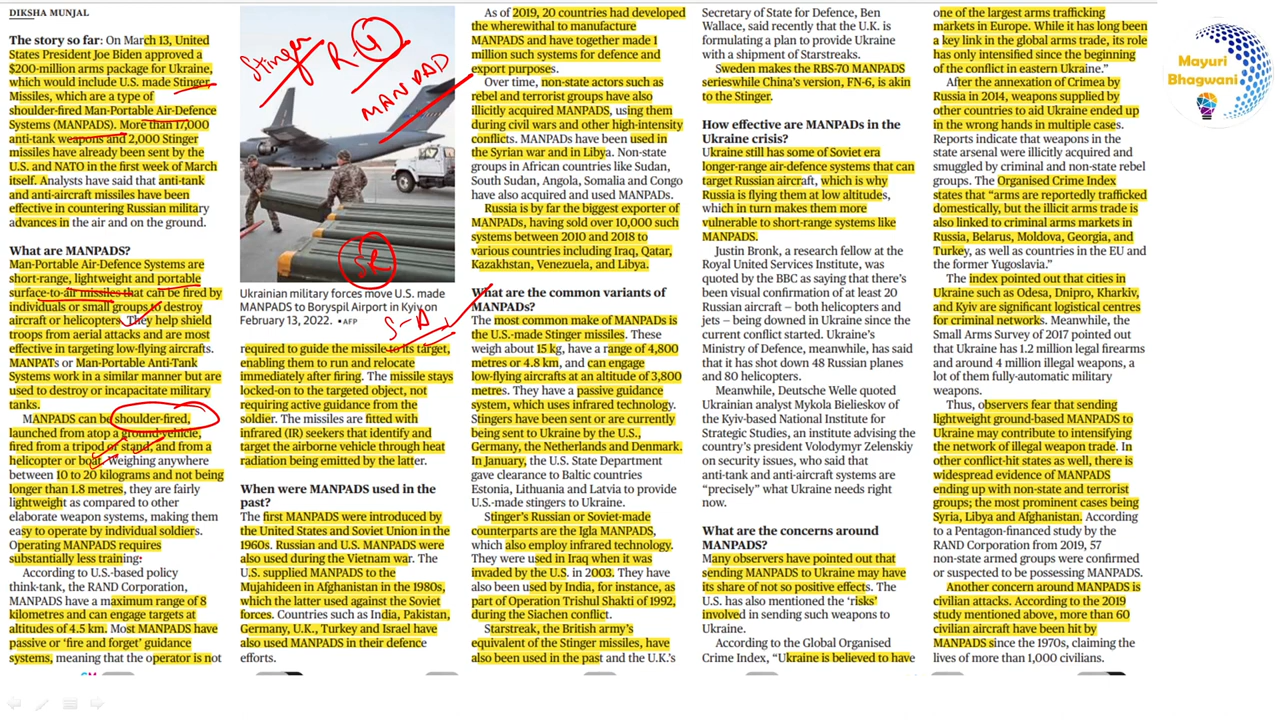 DIKSHA MUNJAL
The story so far: On March 13, United
States President Joe Biden approved a
$200-million arms package for Ukraine,
which would include U.S. made Stinger
Missiles, which are a type of
shoulder-fired Man-Portable Air-Defence
Systems (MANPADS). More than 17,000
anti-tank weapons and 2,000 Stinger
missiles have already been sent by the
U.S. and NATO in the first week of March
itself. Analysts have said that anti-tank
and anti-aircraft missiles have been
effective in countering Russian military
advances in the air and on the ground.
What are MANPADS?
Man-Portable Air-Defence Systems are
short-range, lightweight and portable
surface-to-air missiles that can be fired by
individuals or small groups to destroy
aircraft or helicopters. They help shield
troops from aerial attacks and are most
effective in targeting low-flying aircrafts.
MANPATs or Man-Portable Anti-Tank
Systems work in a similar manner but are
used to destroy or incapacitate military
tanks.
MANPADS can be shoulder-fired,
launched from atop a ground-vehicle,
fired from a tripod or stand, and from a
helicopter or boat. Weighing anywhere
between 10 to 20 kilograms and not being
longer than 1.8 metres, they are fairly
lightweight as compared to other
elaborate weapon systems, making them
easy to operate by individual soldiers.
Operating MANPADS requires
substantially less training:
According to U.S.-based policy
think-tank, the RAND Corporation,
MANPADS have a maximum range of 8
kilometres and can engage targets at
altitudes of 4.5 km. Most MANPADS have
passive or 'fire and forget' guidance
systems, meaning that the operator is not
Stinger
R
MANPAD
SR
Ukrainian military forces move U.S. made
MANPADS to Boryspil Airport in Kyiv on
February 13, 2022. • AFP
S-A
required to guide the missile to its target,
enabling them to run and relocate
immediately after firing. The missile stays
locked-on to the targeted object, not
requiring active guidance from the
soldier. The missiles are fitted with
infrared (IR) seekers that identify and
target the airborne vehicle through heat
radiation being emitted by the latter.
When were MANPADS used in the
past?
The first MANPADS were introduced by
the United States and Soviet Union in the
1960s. Russian and U.S. MANPADS were
also used during the Vietnam war. The
U.S. supplied MANPADS to the
Mujahideen in Afghanistan in the 1980s,
which the latter used against the Soviet
forces. Countries such as India, Pakistan,
Germany, U.K., Turkey and Israel have
also used MANPADS in their defence
efforts.
As of 2019, 20 countries had developed
the wherewithal to manufacture
MANPADS and have together made 1
million such systems for defence and
export purposes.
Over time, non-state actors such as
rebel and terrorist groups have also
illicitly acquired MANPADS, using them
during civil wars and other high-intensity
conflicts. MANPADS have been used in
the Syrian war and in Libya. Non-state
groups in African countries like Sudan,
South Sudan, Angola, Somalia and Congo
have also acquired and used MANPADS.
Russia is by far the biggest exporter of
MANPADS, having sold over 10,000 such
systems between 2010 and 2018 to
various countries including Iraq, Qatar,
Kazakhstan, Venezuela, and Libya.
What are the common variants of
MANPADS?
The most common make of MANPADS is
the U.S.-made Stinger missiles. These
weigh about 15 kg, have a range of 4,800
metres or 4.8 km, and can engage
low-flying aircrafts at an altitude of 3,800
metres. They have a passive guidance
system, which uses infrared technology.
Stingers have been sent or are currently
being sent to Ukraine by the U.S.,
Germany, the Netherlands and Denmark.
In January, the U.S. State Department
gave clearance to Baltic countries
Estonia, Lithuania and Latvia to provide
U.S.-made stingers to Ukraine.
Stinger's Russian or Soviet-made
counterparts are the Igla MANPADS,
which also employ infrared technology.
They were used in Iraq when it was
invaded by the U.S. in 2003. They have
also been used by India, for instance, as
part of Operation Trishul Shakti of 1992,
during the Siachen conflict.
Starstreak, the British army's
equivalent of the Stinger missiles, have
also been used in the past and the U.K.'s
Secretary of State for Defence, Ben
Wallace, said recently that the U.K. is
formulating a plan to provide Ukraine
with a shipment of Starstreaks.
Sweden makes the RBS-70 MANPADS
serieswhile China's version, FN-6, is akin
to the Stinger.
How effective are MANPADs in the
Ukraine crisis?
Ukraine still has some of Soviet era
longer-range air-defence systems that can
target Russian aircraft, which is why
Russia is flying them at low altitudes,
which in turn makes them more
vulnerable to short-range systems like
MANPADS.
Justin Bronk, a research fellow at the
Royal United Services Institute, was
quoted by the BBC as saying that there's
been visual confirmation of at least 20
Russian aircraft – both helicopters and
jets – being downed in Ukraine since the
current conflict started. Ukraine's
Ministry of Defence, meanwhile, has said
that it has shot down 48 Russian planes
and 80 helicopters.
Meanwhile, Deutsche Welle quoted
Ukrainian analyst Mykola Bielieskov of
the Kyiv-based National Institute for
Strategic Studies, an institute advising the
country's president Volodymyr Zelenskyy
on security issues, who said that
anti-tank and anti-aircraft systems are
"precisely" what Ukraine needs right
now.
What are the concerns around
MANPADS?
Many observers have pointed out that
sending MANPADS to Ukraine may have
its share of not so positive effects. The
U.S. has also mentioned the 'risks'
involved in sending such weapons to
Ukraine.
According to the Global Organised
Crime Index, "Ukraine is believed to have
one of the largest arms trafficking
markets in Europe. While it has long been
a key link in the global arms trade, its role
has only intensified since the beginning
of the conflict in eastern Ukraine."
After the annexation of Crimea by
Russia in 2014, weapons supplied by
other countries to aid Ukraine ended up
in the wrong hands in multiple cases.
Reports indicate that weapons in the
state arsenal were illicitly acquired and
smuggled by criminal and non-state rebel
groups. The Organised Crime Index
states that "arms are reportedly trafficked
domestically, but the illicit arms trade is
also linked to criminal arms markets in
Russia, Belarus, Moldova, Georgia, and
Turkey, as well as countries in the EU and
the former Yugoslavia."
The index pointed out that cities in
Ukraine such as Odesa, Dnipro, Kharkiv,
and Kyiv are significant logistical centres
for criminal networks. Meanwhile, the
Small Arms Survey of 2017 pointed out
that Ukraine has 1.2 million legal firearms
and around 4 million illegal weapons, a
lot of them fully-automatic military
weapons.
Thus, observers fear that sending
lightweight ground-based MANPADS to
Ukraine may contribute to intensifying
the network of illegal weapon trade. In
other conflict-hit states as well, there is
widespread evidence of MANPADS
ending up with non-state and terrorist
groups; the most prominent cases being
Syria, Libya and Afghanistan. According
to a Pentagon-financed study by the
RAND Corporation from 2019, 57
non-state armed groups were confirmed
or suspected to be possessing MANPADS.
Another concern around MANPADS is
civilian attacks. According to the 2019
study mentioned above, more than 60
civilian aircraft have been hit by
MANPADS since the 1970s, claiming the
lives of more than 1,000 civilians.
Mayuri
Bhagwani